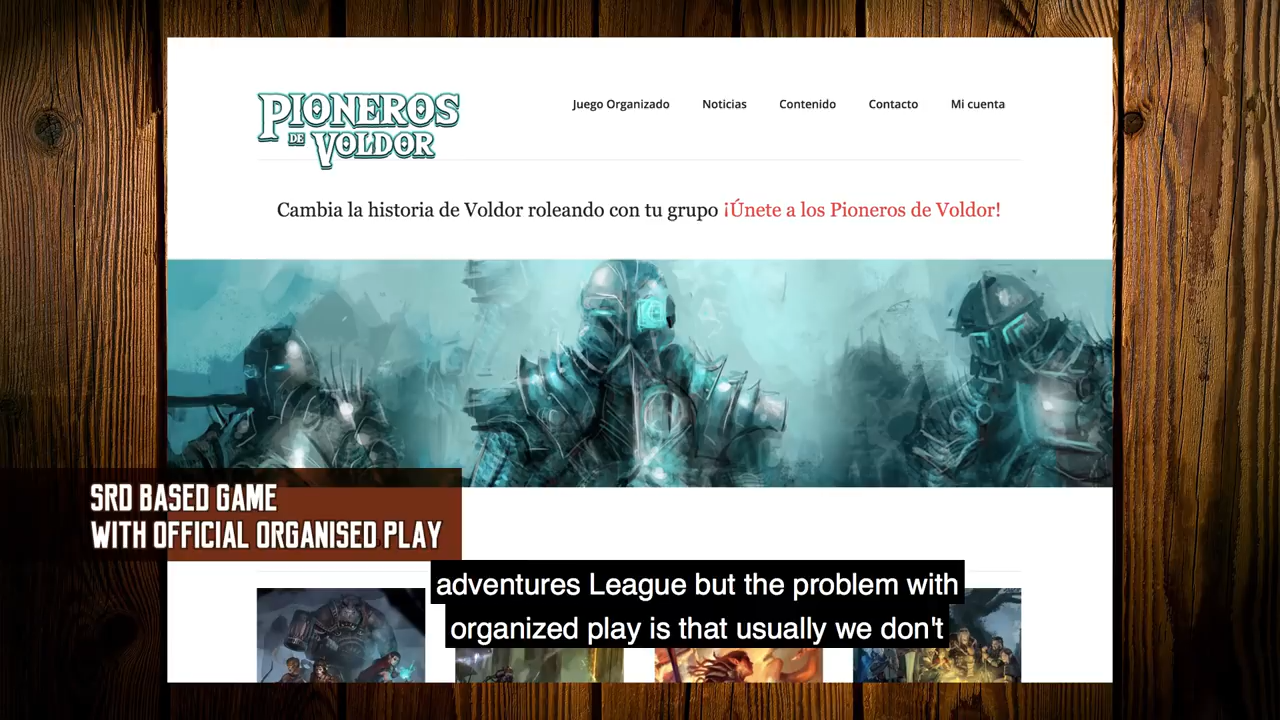 PIONEROS
DE VOLDOR
Juego Organizado Noticias Contenido Contacto Mi cuenta
Cambia la historia de Voldor roleando con tu grupo ¡Únete a los Pioneros de Voldor!
SRD BASED GAME
WITH OFFICIAL ORGANISED PLAY
adventures League but the problem with
organized play is that usually we don't